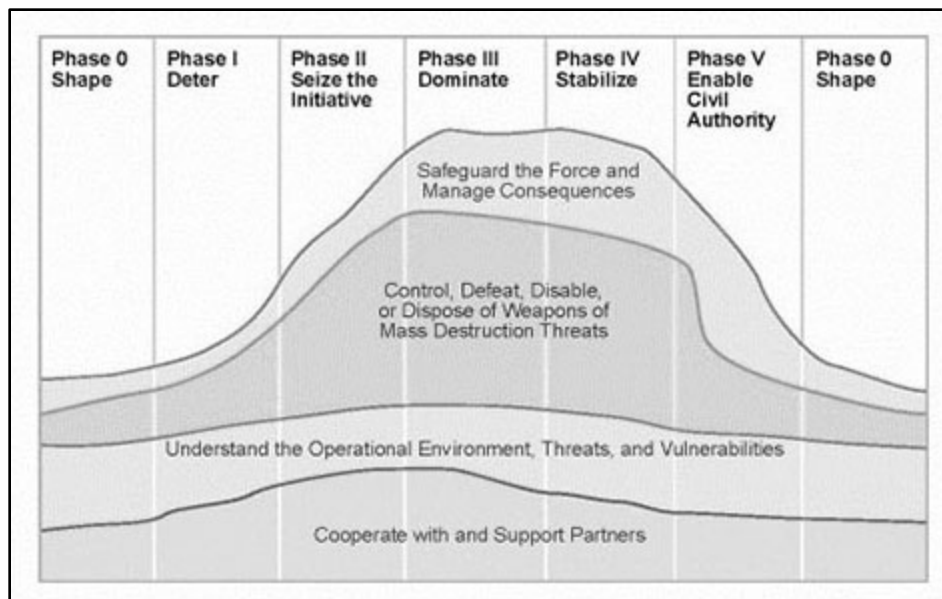 Phase 0
Shape
Phase I
Deter
Phase II
Seize the
Initiative
Phase III
Dominate
Phase IV
Stabilize
Phase V
Enable
Civil
Authority
Phase 0
Shape
Safeguard the Force and
Manage Consequences
Control, Defeat, Disable,
or Dispose of Weapons of
Mass Destruction Threats
Understand the Operational Environment, Threats, and Vulnerabilities
Cooperate with and Support Partners